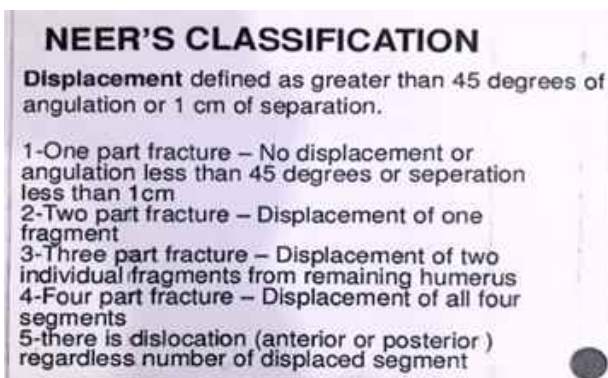 NEER'S CLASSIFICATION
Displacement defined as greater than 45 degrees of
angulation or 1 cm of separation.
1-One part fracture – No displacement or
angulation less than 45 degrees or seperation
less than 1cm
2-Two part fracture – Displacement of one
fragment
3-Three part fracture – Displacement of two
individual fragments from remaining humerus
4-Four part fracture – Displacement of all four
segments
5-there is dislocation (anterior or posterior )
regardless number of displaced segment